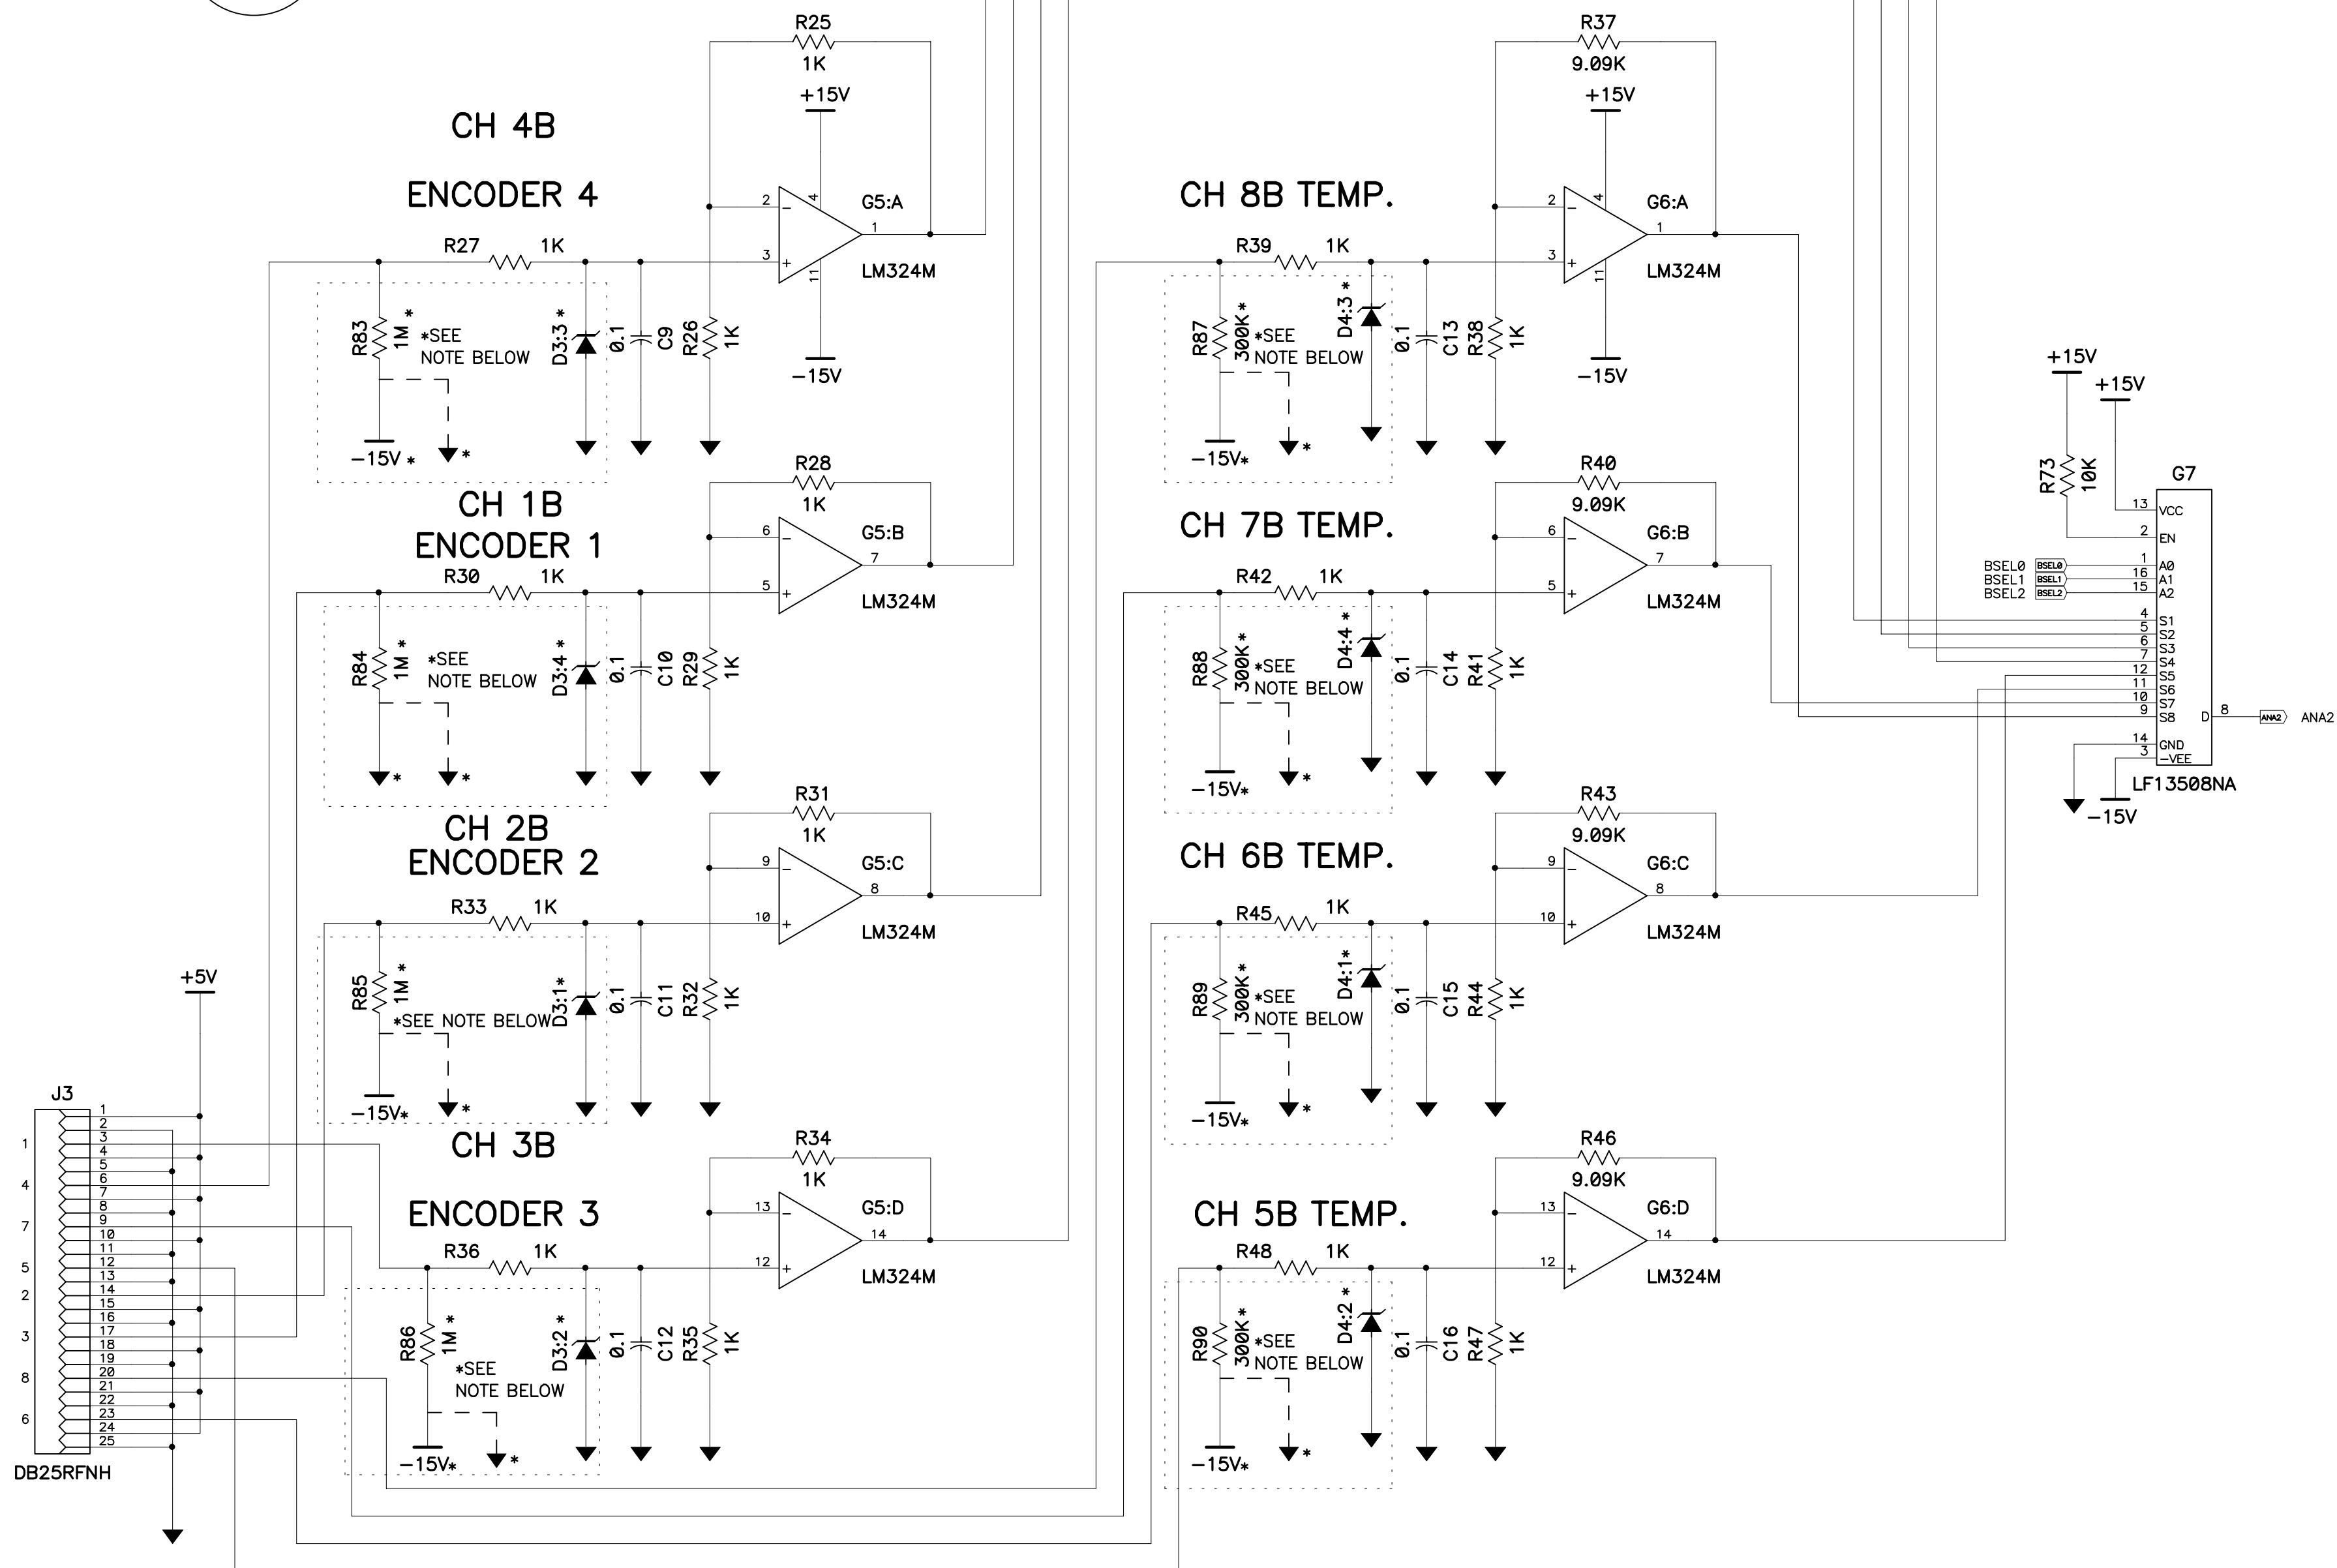 R25
1K
+15V
CH 4B
ENCODER 4
2
4
G5:A
1
R27 1K
3
11
LM324M
R83
1M *
*SEE
NOTE BELOW
D3:3 *
0.1
C9
R26
1K
-15V *
*
-15V
R28
1K
CH 1B
ENCODER 1
6
G5:B
7
R30 1K
5
LM324M
R84
1M *
*SEE
NOTE BELOW
D3:4 *
0.1
C10
R29
1K
*
*
R31
1K
CH 2B
ENCODER 2
9
G5:C
8
R33 1K
10
LM324M
R85
1M *
*SEE NOTE BELOW
D3:1*
0.1
C11
R32
1K
-15V*
*
R34
1K
CH 3B
ENCODER 3
13
G5:D
14
R36 1K
12
LM324M
R86
1M *
*SEE
NOTE BELOW
D3:2 *
0.1
C12
R35
1K
-15V*
*
+5V
J3
1
2
3
4
5
6
7
8
9
10
11
12
13
14
15
16
17
18
19
20
21
22
23
24
25
1
4
7
5
2
3
8
6
DB25RFNH
R37
9.09K
+15V
CH 8B TEMP.
2
4
G6:A
1
R39 1K
3
11
LM324M
R87
300K*
*SEE
NOTE BELOW
D4:3 *
0.1
C13
R38
1K
-15V*
*
-15V
R40
9.09K
CH 7B TEMP.
6
G6:B
7
R42 1K
5
LM324M
R88
300K*
*SEE
NOTE BELOW
D4:4 *
0.1
C14
R41
1K
-15V*
*
R43
9.09K
CH 6B TEMP.
9
G6:C
8
R45 1K
10
LM324M
R89
300K*
*SEE
NOTE BELOW
D4:1*
0.1
C15
R44
1K
-15V*
*
R46
9.09K
CH 5B TEMP.
13
G6:D
14
R48 1K
12
LM324M
R90
300K*
*SEE
NOTE BELOW
D4:2 *
0.1
C16
R47
1K
-15V*
*
+15V
+15V
R73
10K
G7
13 VCC
2 EN
BSEL0 BSEL0 1 A0
BSEL1 BSEL1 16 A1
BSEL2 BSEL2 15 A2
4 S1
5 S2
6 S3
7 S4
12 S5
11 S6
10 S7
9 S8 D 8 ANA2 ANA2
14 GND
3 -VEE
LF13508NA
-15V